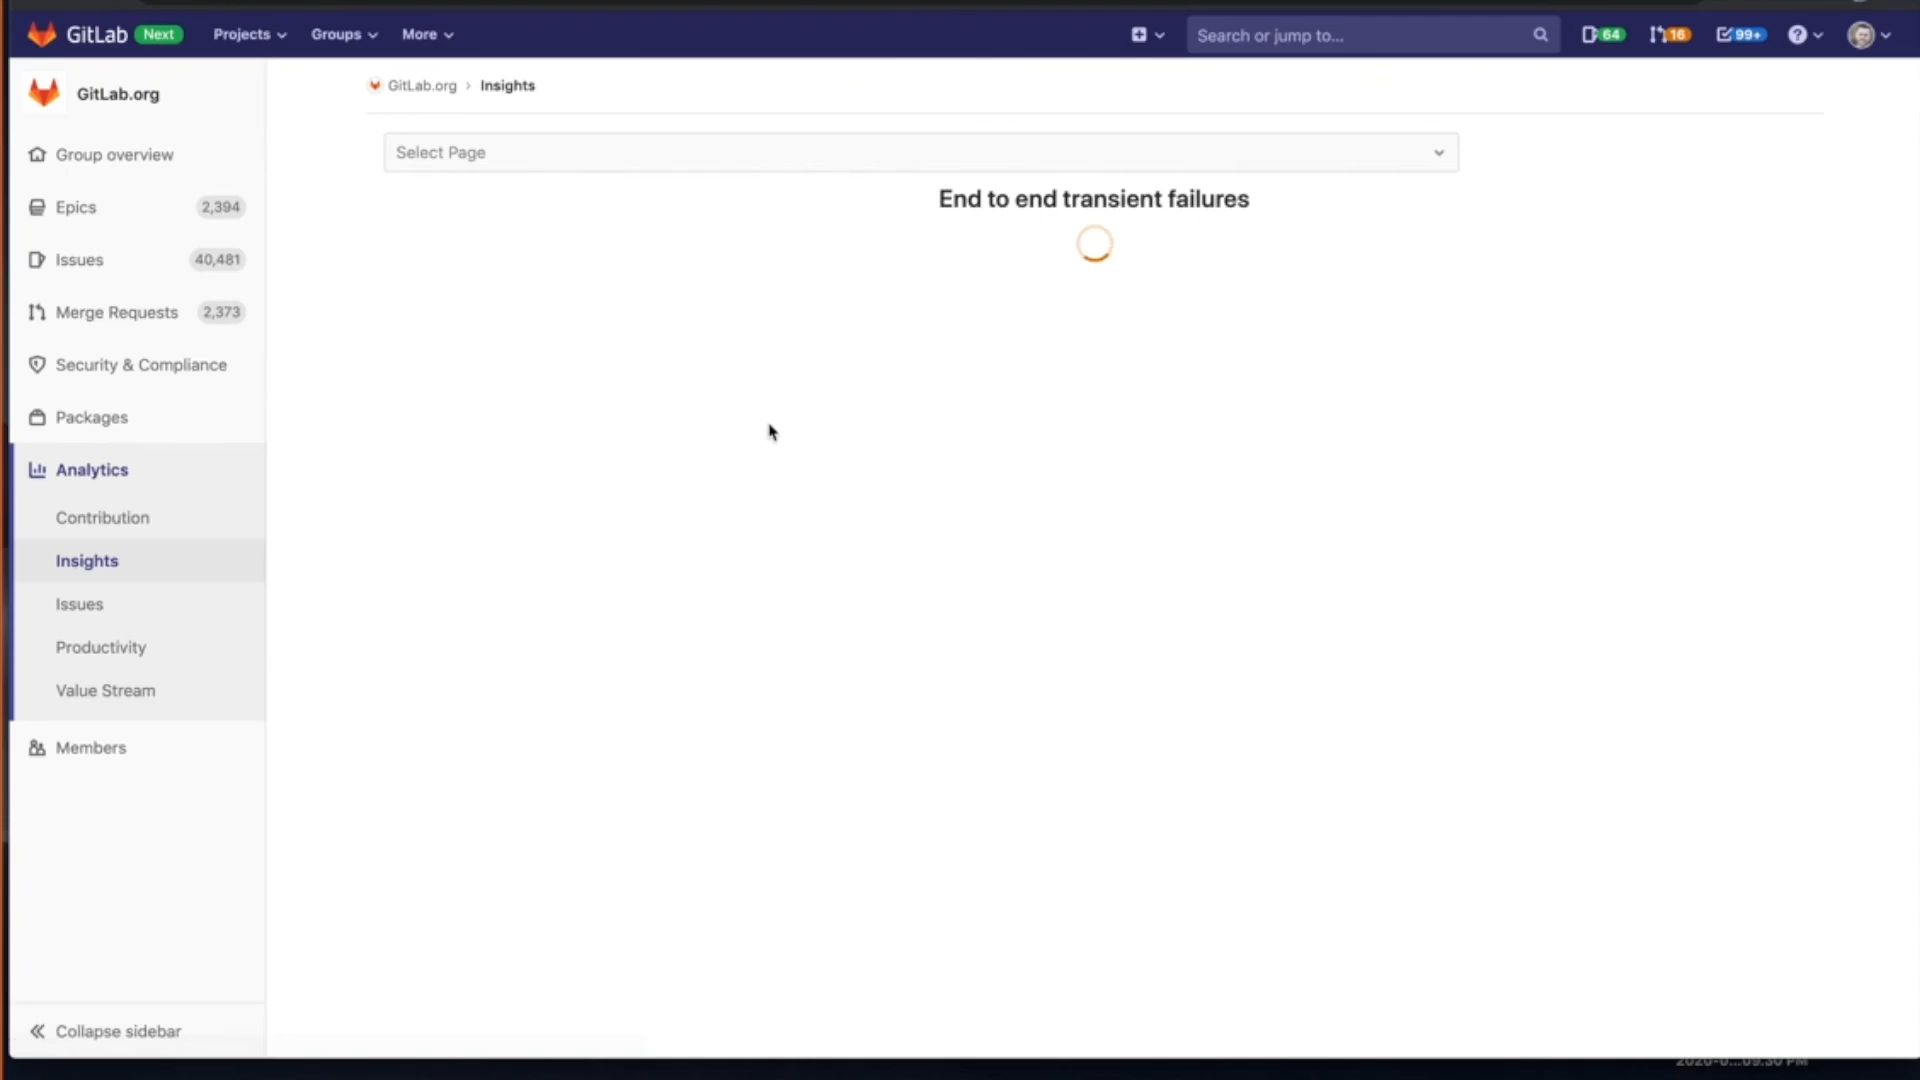 GitLab Next Projects Groups More Search or jump to... 64 16 99+
GitLab.org
GitLab.org › Insights
Group overview
Select Page
Epics 2,394
End to end transient failures
Issues 40,481
Merge Requests 2,373
Security & Compliance
Packages
Analytics
Contribution
Insights
Issues
Productivity
Value Stream
Members
Collapse sidebar